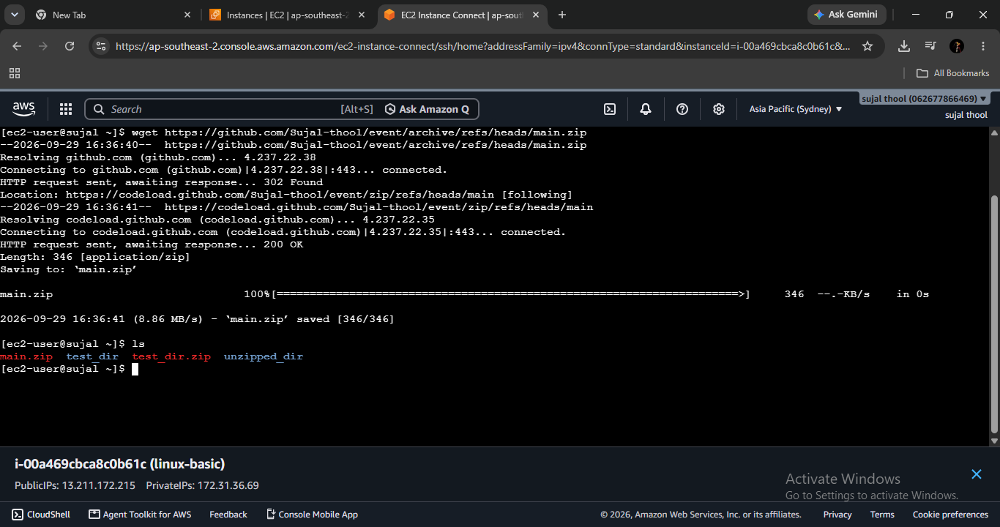 New Tab
Instances | EC2 | ap-southeast-2
EC2 Instance Connect | ap-sout
Ask Gemini
https://ap-southeast-2.console.aws.amazon.com/ec2-instance-connect/ssh/home?addressFamily=ipv4&connType=standard&instanceId=i-00a469cbca8c0b61c&...
All Bookmarks
aws
Search
[Alt+S]
Ask Amazon Q
Asia Pacific (Sydney)
sujal thool (062677866469)
sujal thool
[ec2-user@sujal ~]$ wget https://github.com/Sujal-thool/event/archive/refs/heads/main.zip
--2026-09-29 16:36:40--  https://github.com/Sujal-thool/event/archive/refs/heads/main.zip
Resolving github.com (github.com)... 4.237.22.38
Connecting to github.com (github.com)|4.237.22.38|:443... connected.
HTTP request sent, awaiting response... 302 Found
Location: https://codeload.github.com/Sujal-thool/event/zip/refs/heads/main [following]
--2026-09-29 16:36:41--  https://codeload.github.com/Sujal-thool/event/zip/refs/heads/main
Resolving codeload.github.com (codeload.github.com)... 4.237.22.35
Connecting to codeload.github.com (codeload.github.com)|4.237.22.35|:443... connected.
HTTP request sent, awaiting response... 200 OK
Length: 346 [application/zip]
Saving to: ‘main.zip’
main.zip 100%[======================================================================>] 346 --.-KB/s in 0s
2026-09-29 16:36:41 (8.86 MB/s) - ‘main.zip’ saved [346/346]
[ec2-user@sujal ~]$ ls
main.zip  test_dir  test_dir.zip  unzipped_dir
[ec2-user@sujal ~]$
i-00a469cbca8c0b61c (linux-basic)
PublicIPs: 13.211.172.215 PrivateIPs: 172.31.36.69
Activate Windows
Go to Settings to activate Windows.
CloudShell
Agent Toolkit for AWS
Feedback
Console Mobile App
© 2026, Amazon Web Services, Inc. or its affiliates.
Privacy
Terms
Cookie preferences